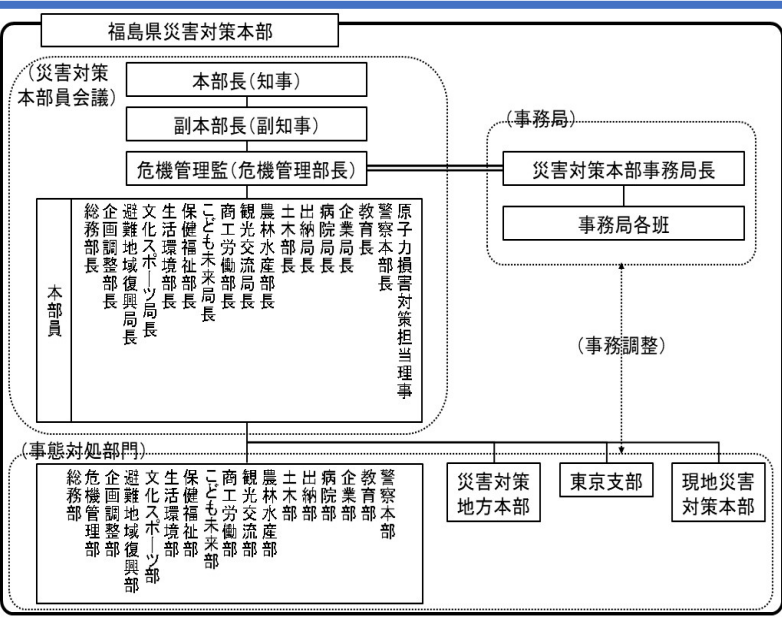 福島県災害対策本部
(災害対策
本部員会議)
本部長(知事)
副本部長(副知事)
危機管理監(危機管理部長)
(事務局)
災害対策本部事務局長
事務局各班
本部員
総務部長
企画調整部長
避難地域復興局長
文化スポーツ局長
生活環境部長
保健福祉部長
こども未来局長
商工労働部長
観光交流局長
農林水産部長
土木部長
出納局長
病院局長
企業局長
教育長
警察本部長
原子力損害対策担当理事
(事務調整)
(事態対処部門)
総務部
危機管理部
企画調整部
避難地域復興部
文化スポーツ部
生活環境部
保健福祉部
こども未来部
商工労働部
観光交流部
農林水産部
土木部
出納部
病院部
企業部
教育部
警察本部
災害対策
地方本部
東京支部
現地災害
対策本部